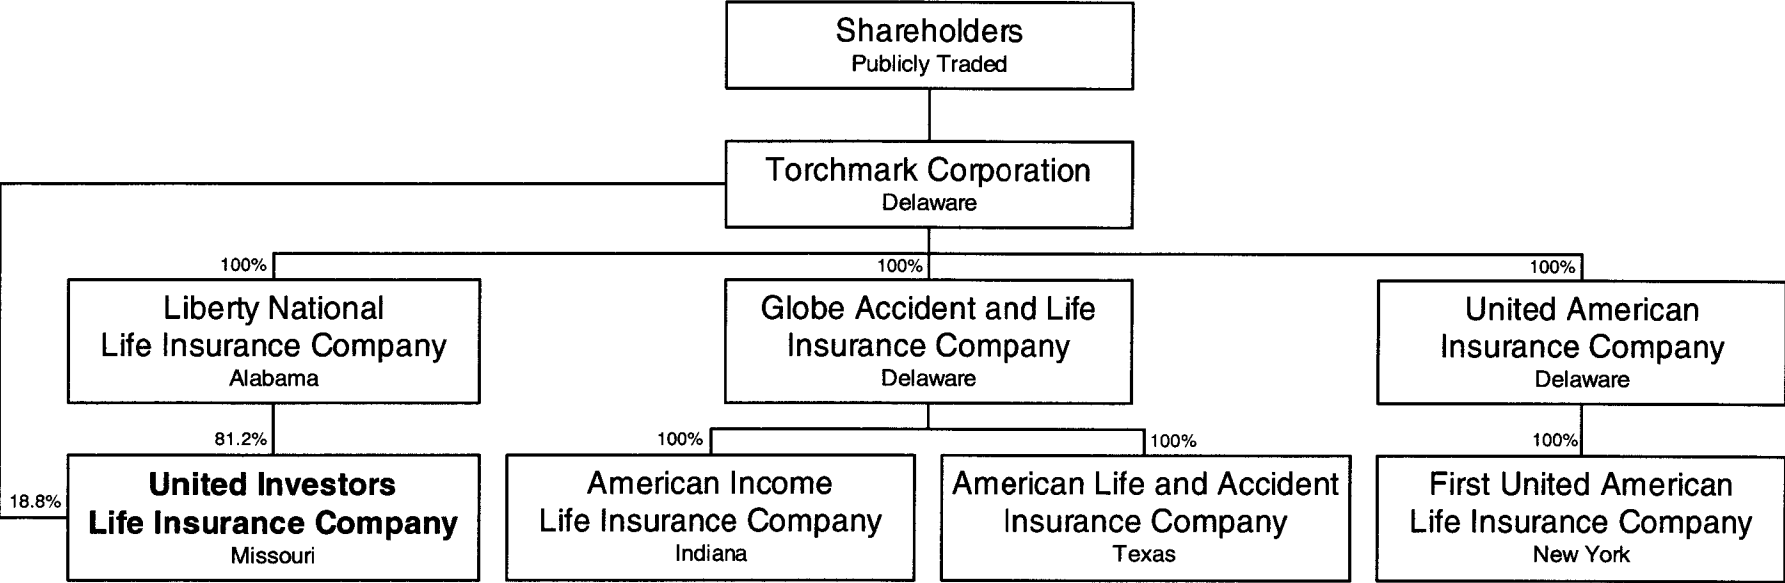 Shareholders
Publicly Traded
Torchmark Corporation
Delaware
100%
100%
100%
Liberty National
Life Insurance Company
Alabama
Globe Accident and Life
Insurance Company
Delaware
United American
Insurance Company
Delaware
81.2%
100%
100%
100%
18.8%
United Investors
Life Insurance Company
Missouri
American Income
Life Insurance Company
Indiana
American Life and Accident
Insurance Company
Texas
First United American
Life Insurance Company
New York